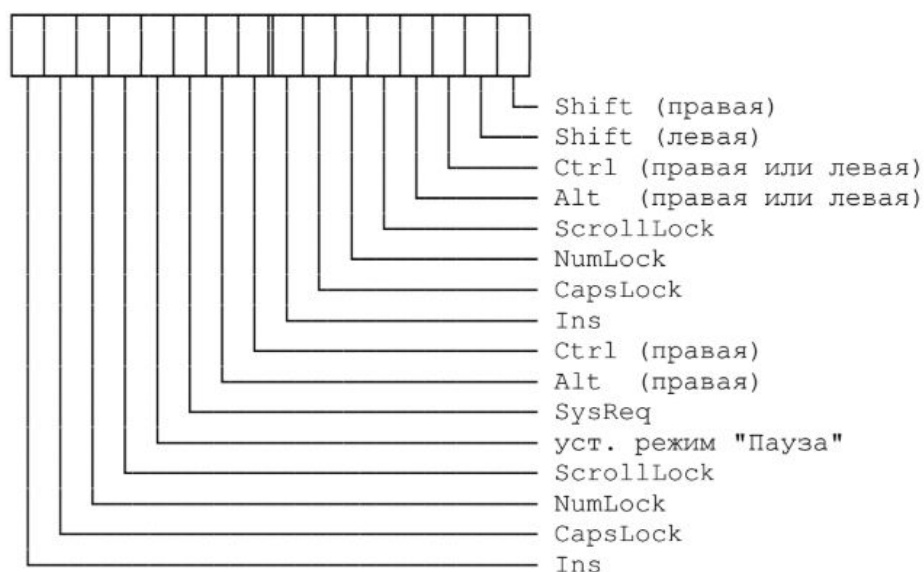 Shift (правая)
Shift (левая)
Ctrl (правая или левая)
Alt (правая или левая)
ScrollLock
NumLock
CapsLock
Ins
Ctrl (правая)
Alt (правая)
SysReq
уст. режим "Пауза"
ScrollLock
NumLock
CapsLock
Ins